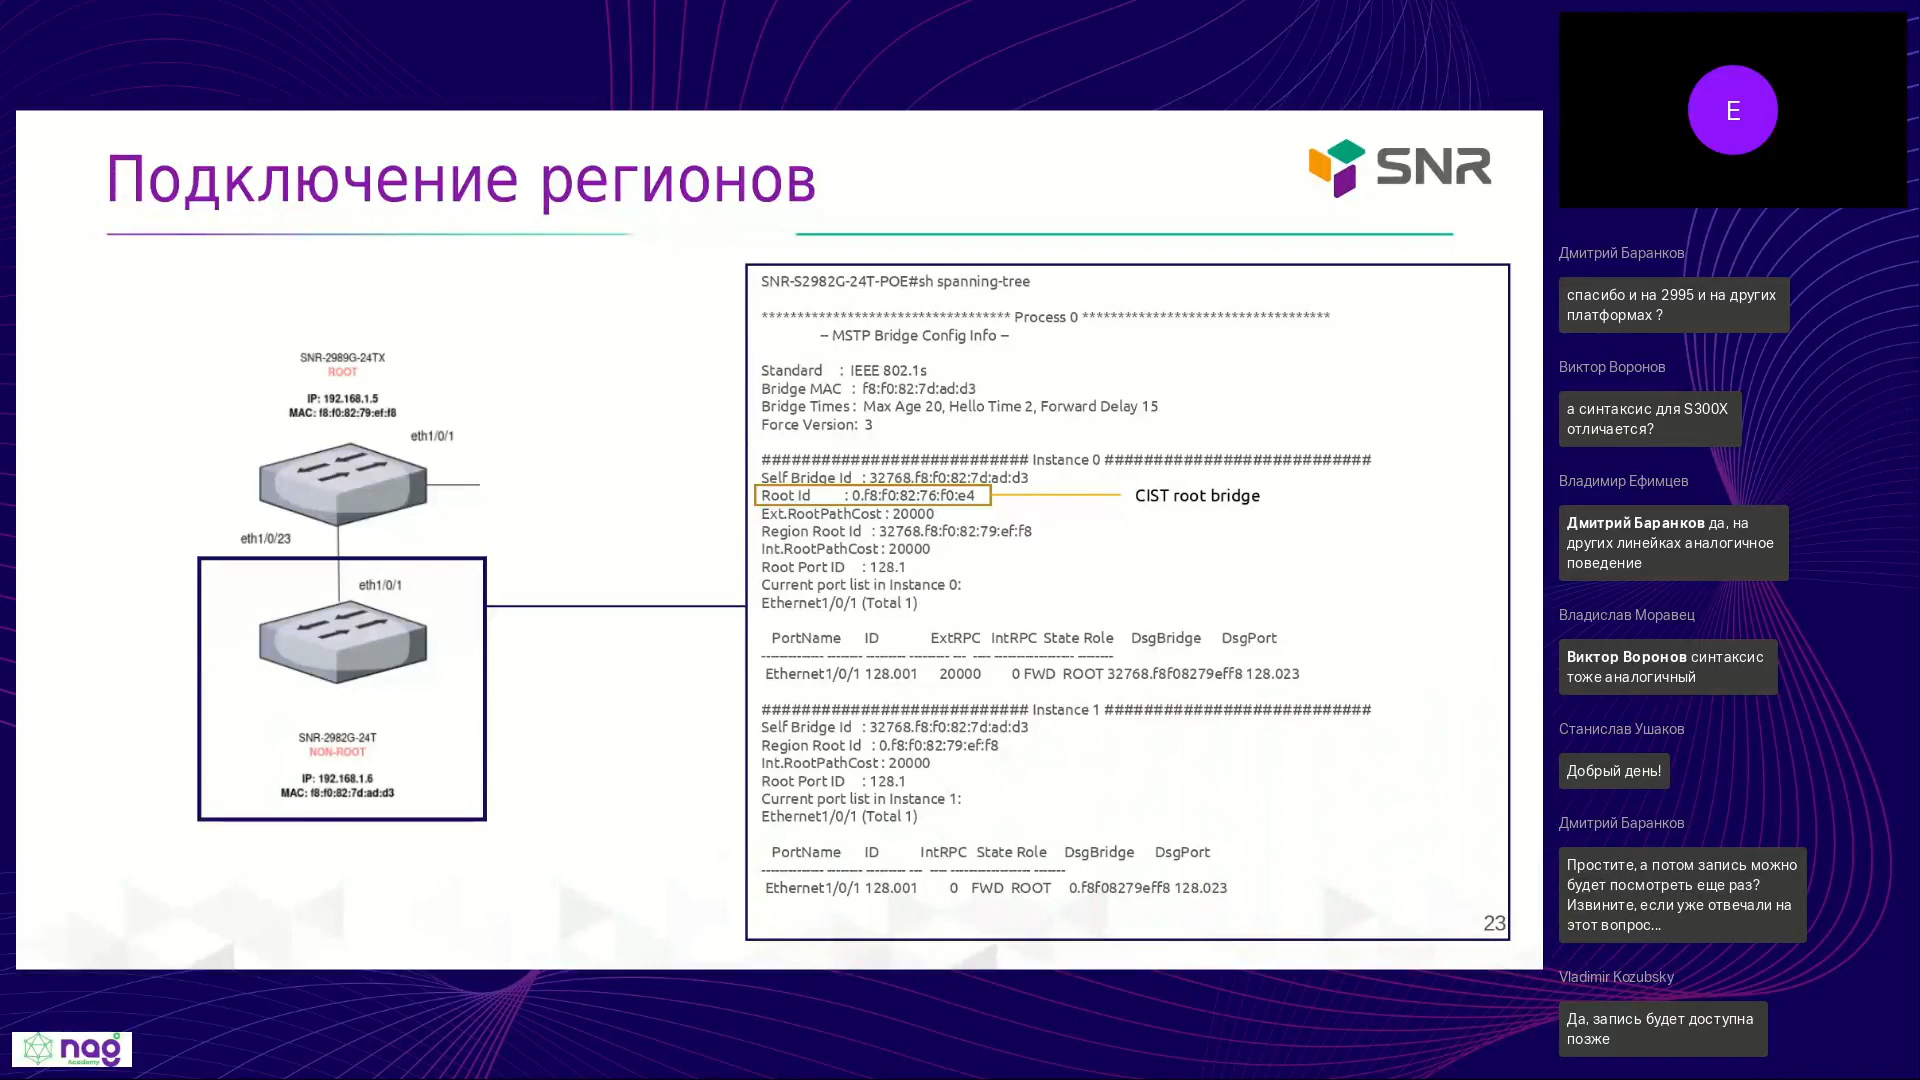 Подключение регионов
SNR
SNR-2989G-24TX
ROOT
IP: 192.168.1.5
MAC: f8:f0:82:79:ef:f8
eth1/0/1
eth1/0/23
eth1/0/1
SNR-2982G-24T
NON-ROOT
IP: 192.168.1.6
MAC: f8:f0:82:7d:ad:d3
SNR-S2982G-24T-POE#sh spanning-tree
********************************** Process 0 **********************************
-- MSTP Bridge Config Info --
Standard : IEEE 802.1s
Bridge MAC : f8:f0:82:7d:ad:d3
Bridge Times : Max Age 20, Hello Time 2, Forward Delay 15
Force Version: 3
########################### Instance 0 ###########################
Self Bridge Id : 32768.f8:f0:82:7d:ad:d3
Root Id : 0.f8:f0:82:76:f0:e4
CIST root bridge
Ext.RootPathCost : 20000
Region Root Id : 32768.f8:f0:82:79:ef:f8
Int.RootPathCost : 20000
Root Port ID : 128.1
Current port list in Instance 0:
Ethernet1/0/1 (Total 1)
PortName ID ExtRPC IntRPC State Role DsgBridge DsgPort
-------------- -------- --------- --------- --- ---- ------------------ --------
Ethernet1/0/1 128.001 20000 0 FWD ROOT 32768.f8f08279eff8 128.023
########################### Instance 1 ###########################
Self Bridge Id : 32768.f8:f0:82:7d:ad:d3
Region Root Id : 0.f8:f0:82:79:ef:f8
Int.RootPathCost : 20000
Root Port ID : 128.1
Current port list in Instance 1:
Ethernet1/0/1 (Total 1)
PortName ID IntRPC State Role DsgBridge DsgPort
-------------- -------- --------- --- ---- ------------------ -------
Ethernet1/0/1 128.001 0 FWD ROOT 0.f8f08279eff8 128.023
23
nag
Academy
E
Дмитрий Баранков
спасибо и на 2995 и на других
платформах ?
Виктор Воронов
а синтаксис для S300X
отличается?
Владимир Ефимцев
Дмитрий Баранков да, на
других линейках аналогичное
поведение
Владислав Моравец
Виктор Воронов синтаксис
тоже аналогичный
Станислав Ушаков
Добрый день!
Дмитрий Баранков
Простите, а потом запись можно
будет посмотреть еще раз?
Извините, если уже отвечали на
этот вопрос...
Vladimir Kozubsky
Да, запись будет доступна
позже